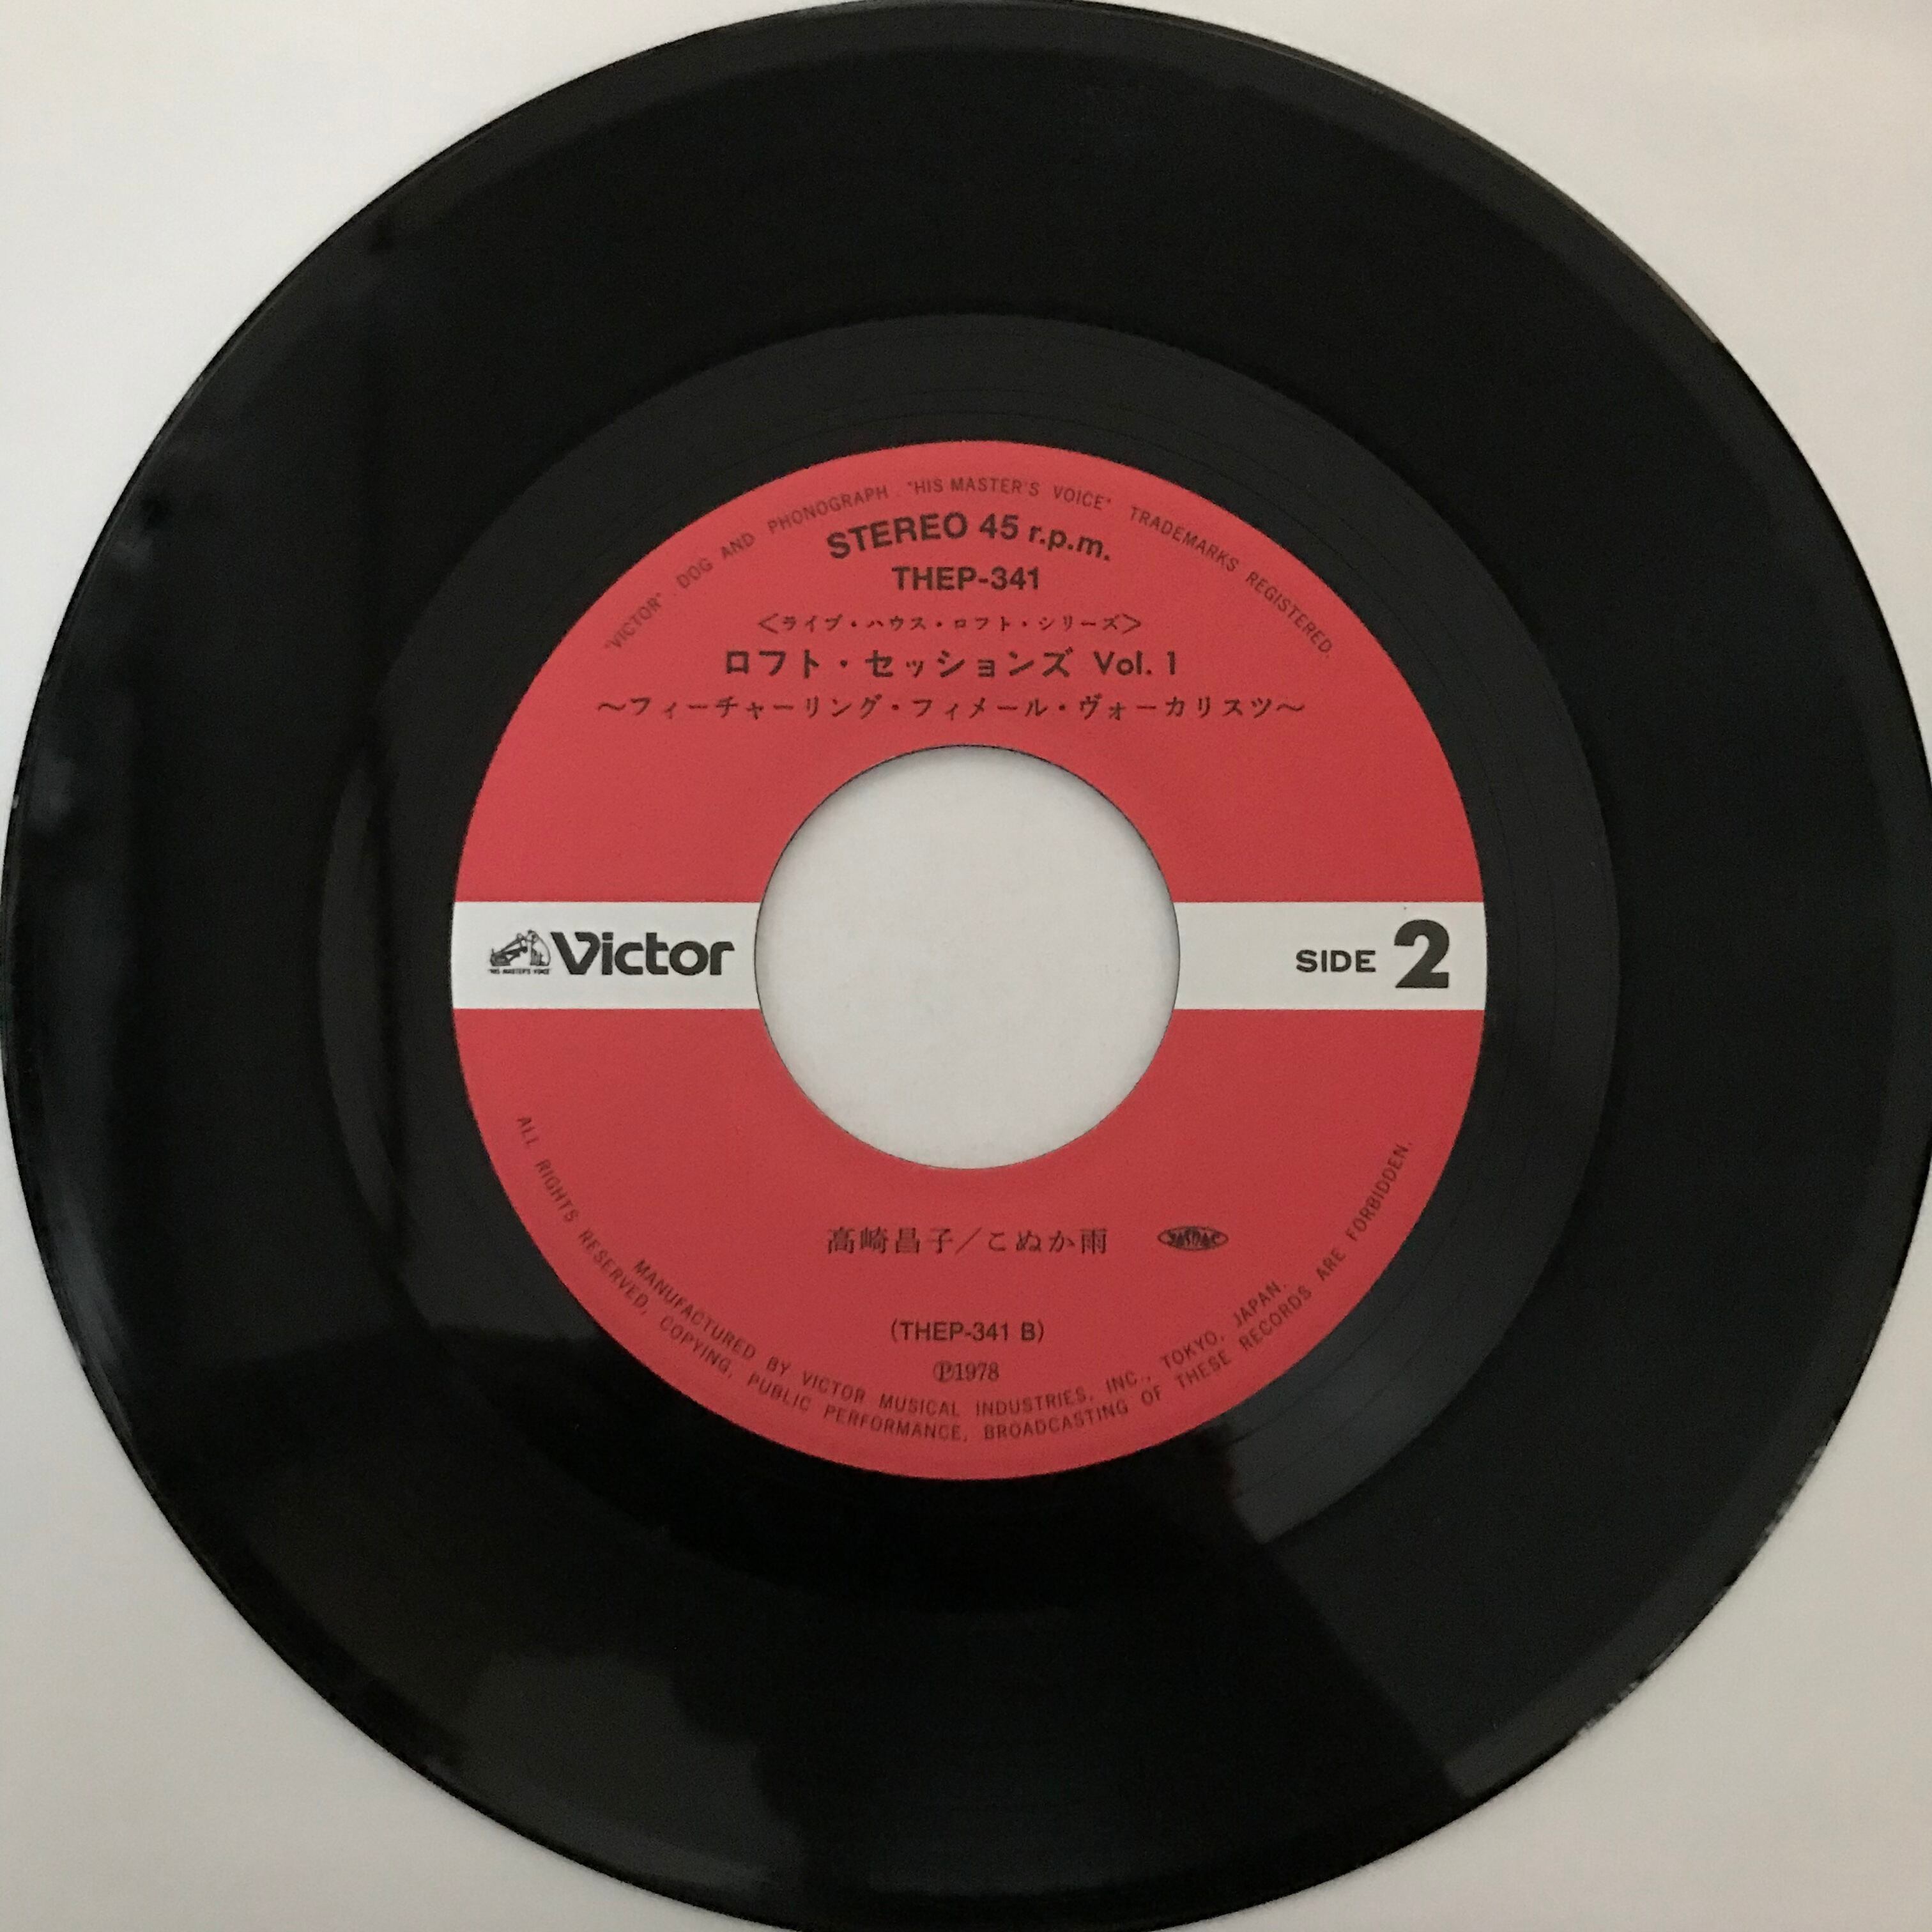 "VICTOR". DOG AND PHONOGRAPH. "HIS MASTER'S VOICE" TRADEMARKS REGISTERED.
STEREO 45 r.p.m.
THEP-341
<ライブ・ハウス・ロフト・シリーズ>
ロフト・セッションズ Vol. 1
～フィーチャーリング・フィメール・ヴォーカリスツ～
"HIS MASTER'S VOICE"
Victor
SIDE 2
高崎昌子／こぬか雨
JASRAC
(THEP-341 B)
℗1978
MANUFACTURED BY VICTOR MUSICAL INDUSTRIES, INC., TOKYO, JAPAN.
ALL RIGHTS RESERVED, COPYING, PUBLIC PERFORMANCE, BROADCASTING OF THESE RECORDS ARE FORBIDDEN.